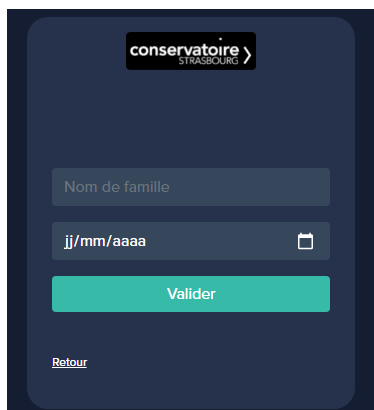 conservatoire
STRASBOURG
Nom de famille
jj/mm/aaaa
Valider
Retour